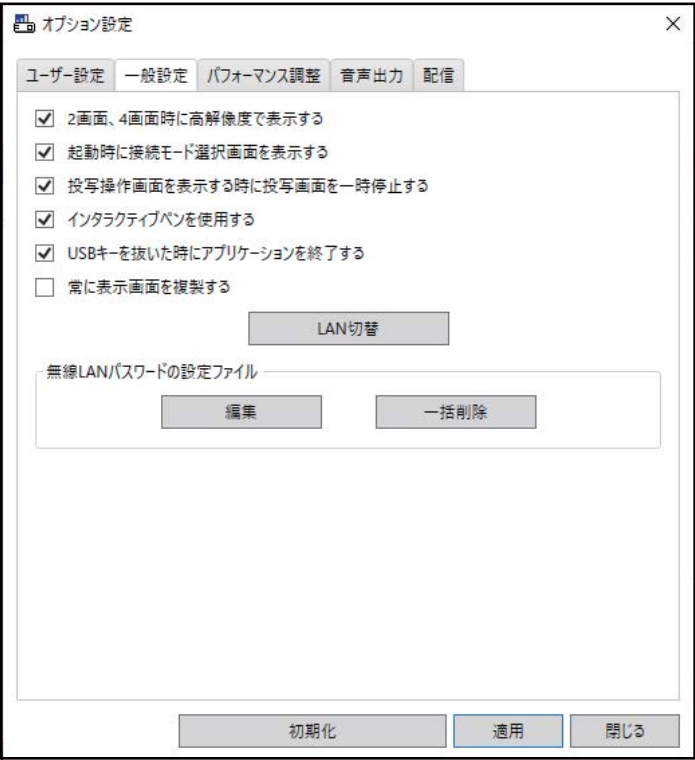 オプション設定
ユーザー設定 一般設定 パフォーマンス調整 音声出力 配信
2画面、4画面時に高解像度で表示する
起動時に接続モード選択画面を表示する
投写操作画面を表示する時に投写画面を一時停止する
インタラクティブペンを使用する
USBキーを抜いた時にアプリケーションを終了する
常に表示画面を複製する
LAN切替
無線LANパスワードの設定ファイル
編集 一括削除
初期化 適用 閉じる